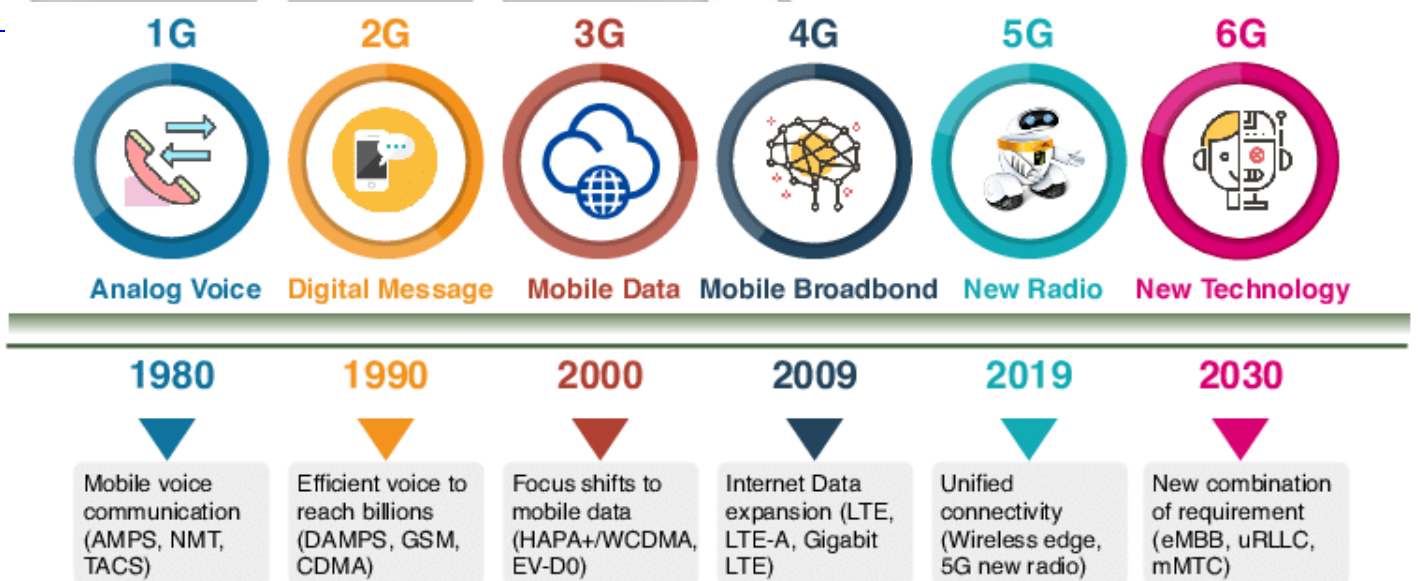 1G 2G 3G 4G 5G 6G
Analog Voice Digital Message Mobile Data Mobile Broadbond New Radio New Technology
1980 1990 2000 2009 2019 2030
Mobile voice
communication
(AMPS, NMT,
TACS)
Efficient voice to
reach billions
(DAMPS, GSM,
CDMA)
Focus shifts to
mobile data
(HAPA+/WCDMA,
EV-D0)
Internet Data
expansion (LTE,
LTE-A, Gigabit
LTE)
Unified
connectivity
(Wireless edge,
5G new radio)
New combination
of requirement
(eMBB, uRLLC,
mMTC)